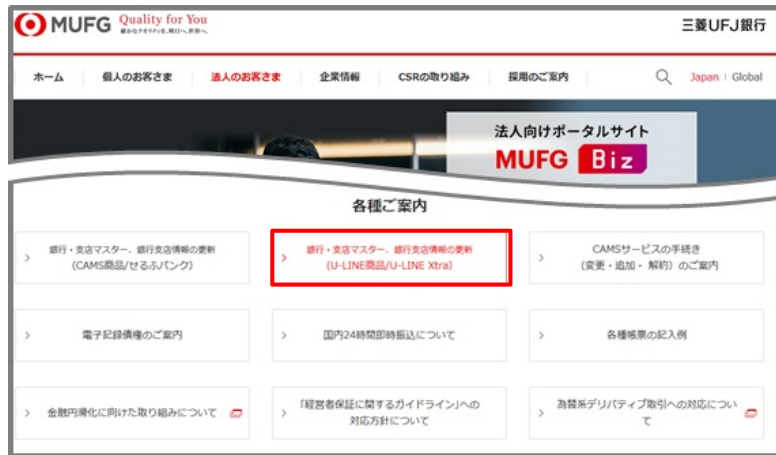 MUFG Quality for You
確かなクオリティを、明日へ。世界へ。
三菱UFJ銀行
ホーム 個人のお客さま 法人のお客さま 企業情報 CSRの取り組み 採用のご案内 Japan | Global
法人向けポータルサイト
MUFG Biz
各種ご案内
銀行・支店マスター、銀行支店情報の更新
(CAMS商品/せるふバンク)
銀行・支店マスター、銀行支店情報の更新
(U-LINE商品/U-LINE Xtra)
CAMSサービスの手続き
(変更・追加・ 解約) のご案内
電子記録債権のご案内
国内24時間即時振込について
各種帳票の記入例
金融円滑化に向けた取り組みについて
「経営者保証に関するガイドライン」への
対応方針について
為替系デリバティブ取引への対応につい
て